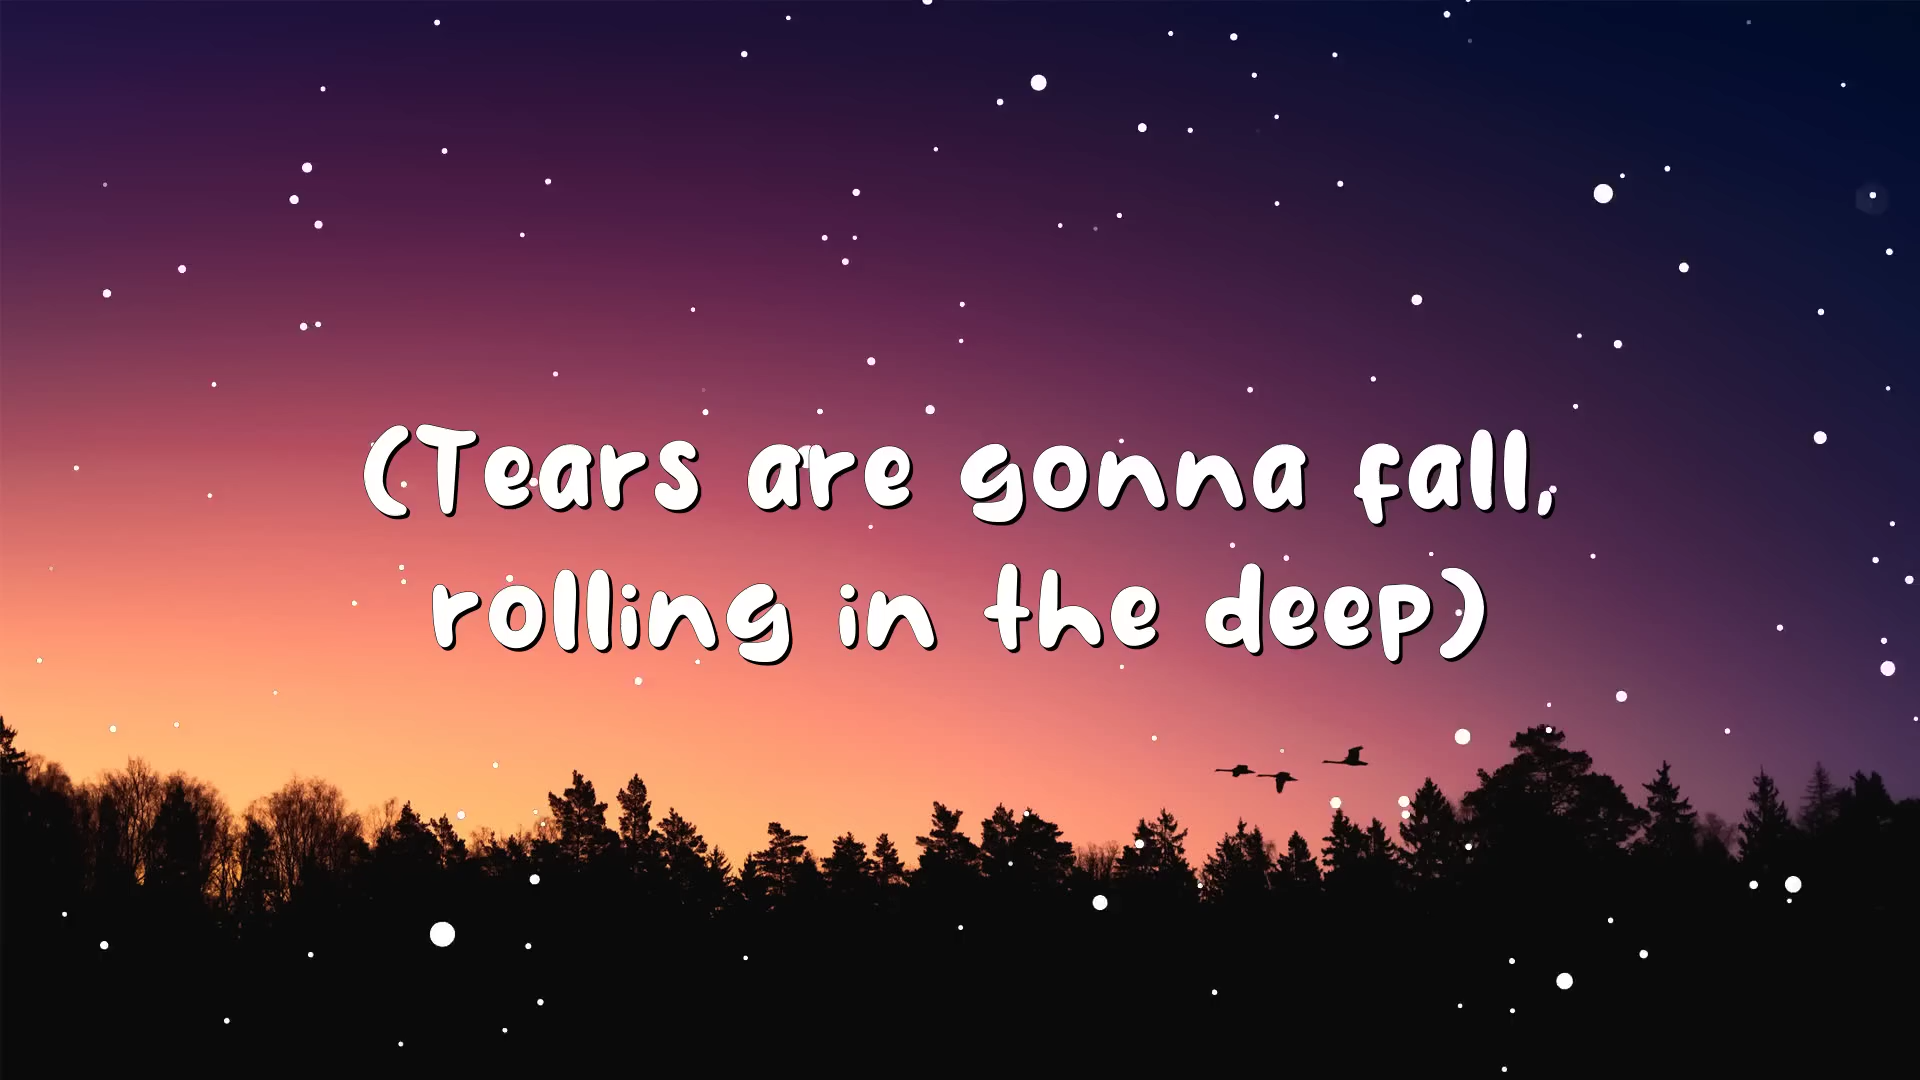 (Tears are gonna fall,
rolling in the deep)